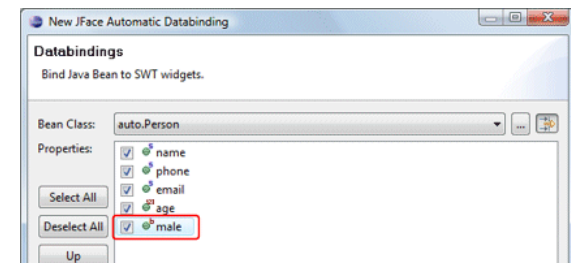 New JFace Automatic Databinding
Databindings
Bind Java Bean to SWT widgets.
Bean Class: auto.Person ...
Properties:
name
phone
email
Select All
age
Deselect All
male
Up